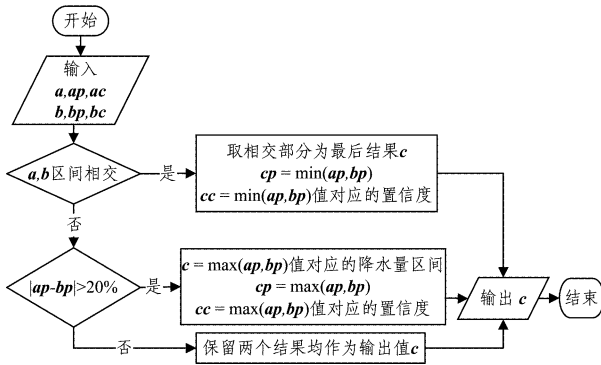 开始
输入
a,ap,ac
b,bp,bc
a,b区间相交
是
取相交部分为最后结果c
cp = min(ap,bp)
cc = min(ap,bp)值对应的置信度
否
|ap-bp|>20%
是
c = max(ap,bp)值对应的降水量区间
cp = max(ap,bp)
cc = max(ap,bp)值对应的置信度
输出 c
结束
否
保留两个结果均作为输出值c